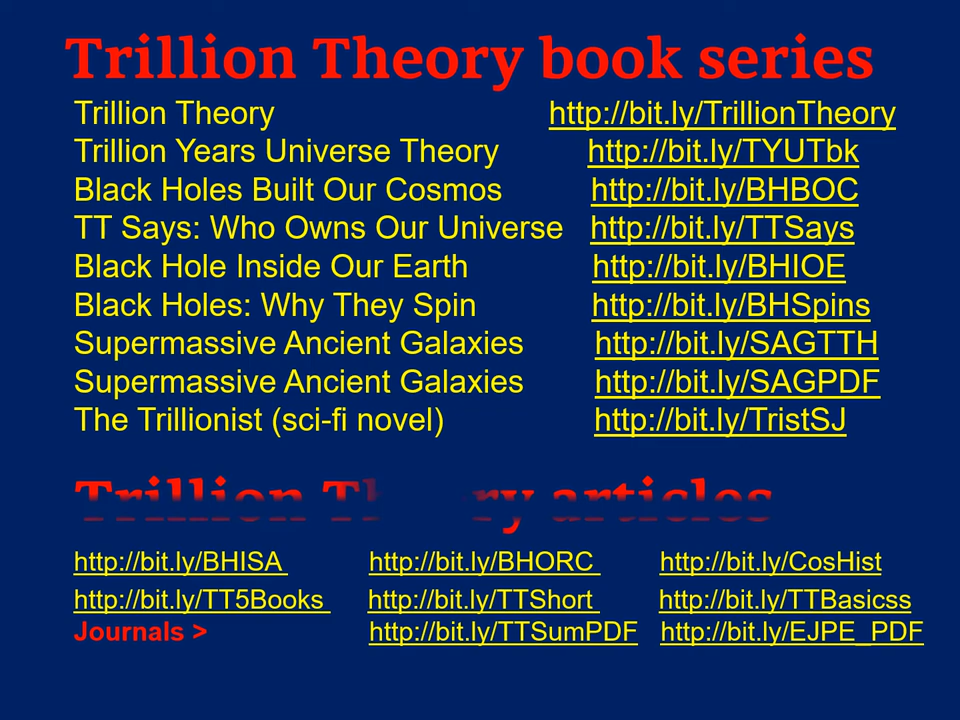 Trillion Theory book series
Trillion Theory http://bit.ly/TrillionTheory
Trillion Years Universe Theory http://bit.ly/TYUTbk
Black Holes Built Our Cosmos http://bit.ly/BHBOC
TT Says: Who Owns Our Universe http://bit.ly/TTSays
Black Hole Inside Our Earth http://bit.ly/BHIOE
Black Holes: Why They Spin http://bit.ly/BHSpins
Supermassive Ancient Galaxies http://bit.ly/SAGTTH
Supermassive Ancient Galaxies http://bit.ly/SAGPDF
The Trillionist (sci-fi novel) http://bit.ly/TristSJ
Trillion Theory articles
http://bit.ly/BHISA http://bit.ly/BHORC http://bit.ly/CosHist
http://bit.ly/TT5Books http://bit.ly/TTShort http://bit.ly/TTBasicss
Journals > http://bit.ly/TTSumPDF http://bit.ly/EJPE_PDF